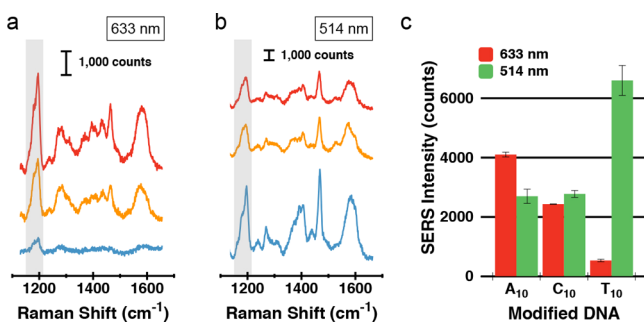 a
633 nm
1,000 counts
1200 1400 1600
Raman Shift (cm⁻¹)
b
514 nm
1,000 counts
1200 1400 1600
Raman Shift (cm⁻¹)
c
633 nm
514 nm
SERS Intensity (counts)
6000
4000
2000
0
A₁₀ C₁₀ T₁₀
Modified DNA